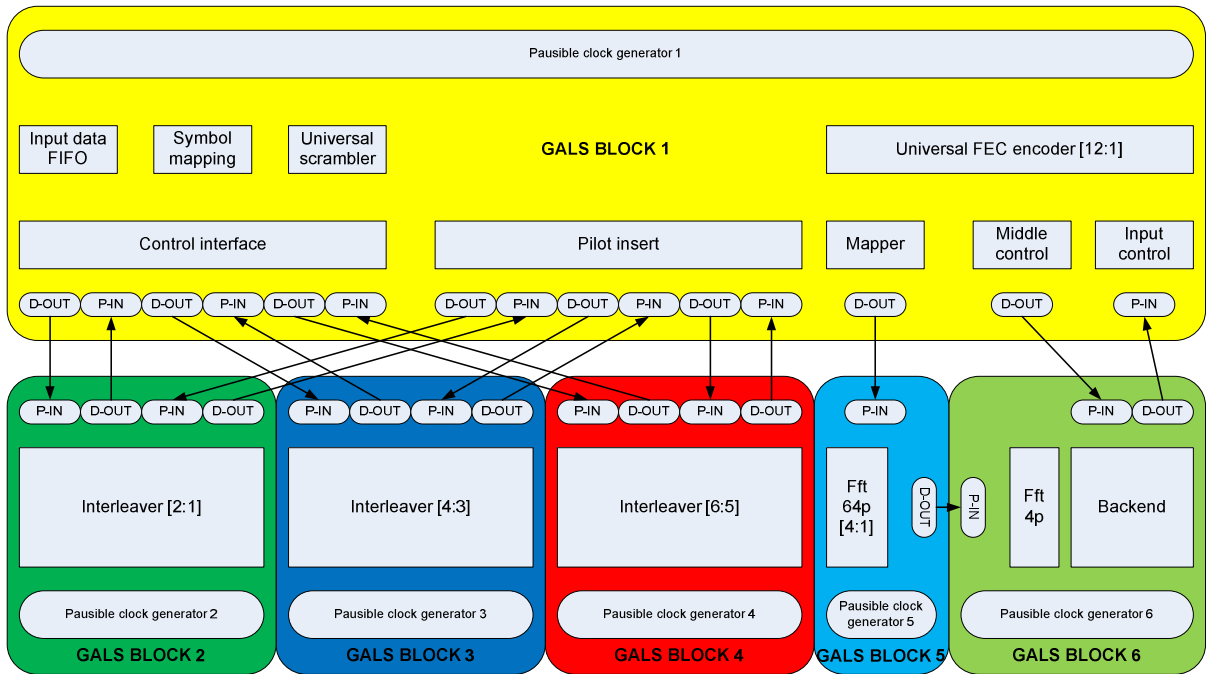 Pausible clock generator 1
Input data
FIFO
Symbol
mapping
Universal
scrambler
GALS BLOCK 1
Universal FEC encoder [12:1]
Control interface
Pilot insert
Mapper
Middle
control
Input
control
D-OUT P-IN D-OUT P-IN D-OUT P-IN D-OUT P-IN D-OUT P-IN D-OUT P-IN D-OUT D-OUT P-IN
P-IN D-OUT P-IN D-OUT P-IN D-OUT P-IN D-OUT P-IN D-OUT P-IN D-OUT P-IN P-IN D-OUT
Interleaver [2:1]
Interleaver [4:3]
Interleaver [6:5]
Fft
64p
[4:1]
D-OUT
P-IN
Fft
4p
Backend
Pausible clock generator 2
Pausible clock generator 3
Pausible clock generator 4
Pausible clock
generator 5
Pausible clock generator 6
GALS BLOCK 2
GALS BLOCK 3
GALS BLOCK 4
GALS BLOCK 5
GALS BLOCK 6